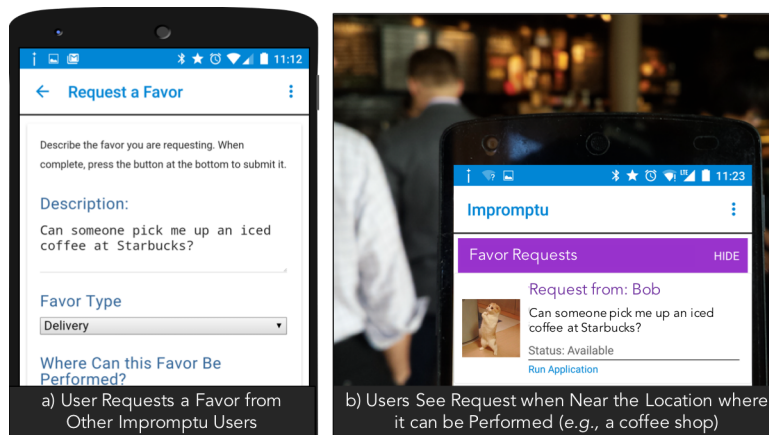 11:12
Request a Favor
Describe the favor you are requesting. When
complete, press the button at the bottom to submit it.
Description:
Can someone pick me up an iced
coffee at Starbucks?
Favor Type
Delivery
Where Can this Favor Be
Performed?
a) User Requests a Favor from
Other Impromptu Users
LTE 11:23
Impromptu
Favor Requests HIDE
Request from: Bob
Can someone pick me up an iced
coffee at Starbucks?
Status: Available
Run Application
b) Users See Request when Near the Location where
it can be Performed (e.g., a coffee shop)